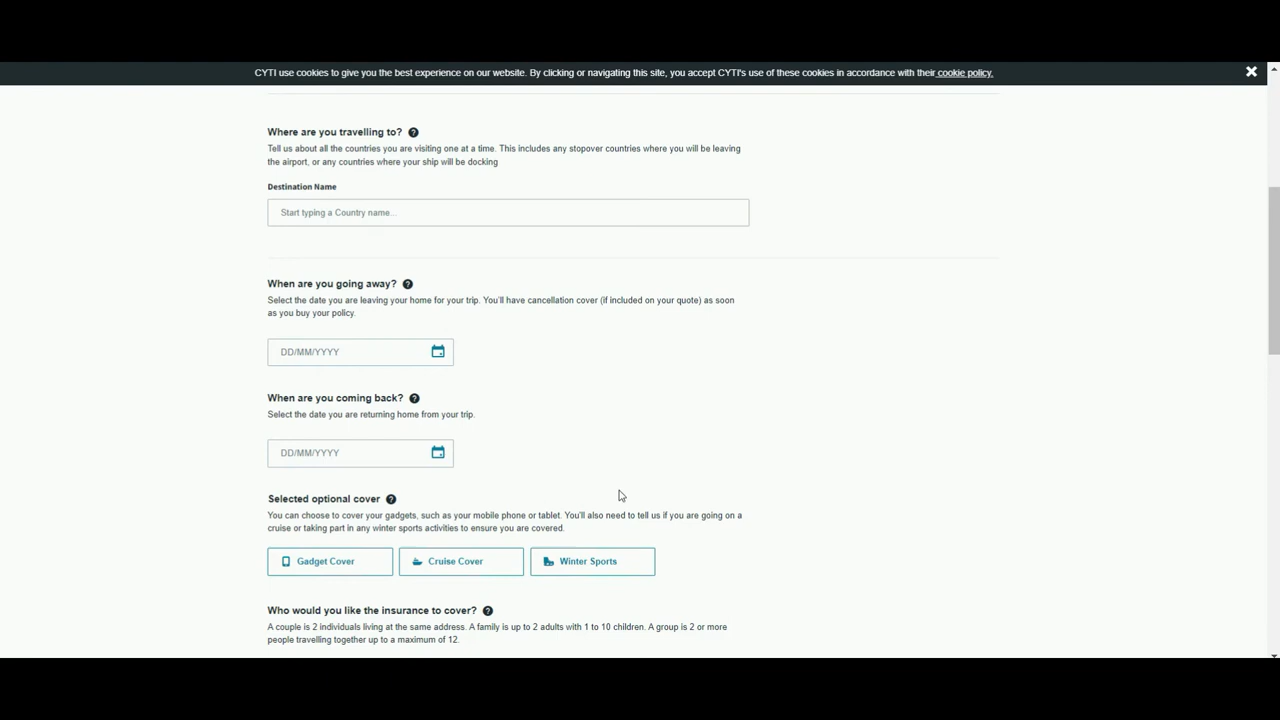 CYTI use cookies to give you the best experience on our website. By clicking or navigating this site, you accept CYTI's use of these cookies in accordance with their cookie policy.
Where are you travelling to?
Tell us about all the countries you are visiting one at a time. This includes any stopover countries where you will be leaving
the airport, or any countries where your ship will be docking
Destination Name
Start typing a Country name...
When are you going away?
Select the date you are leaving your home for your trip. You'll have cancellation cover (if included on your quote) as soon
as you buy your policy.
DD/MM/YYYY
When are you coming back?
Select the date you are returning home from your trip.
DD/MM/YYYY
Selected optional cover
You can choose to cover your gadgets, such as your mobile phone or tablet. You'll also need to tell us if you are going on a
cruise or taking part in any winter sports activities to ensure you are covered.
Gadget Cover Cruise Cover Winter Sports
Who would you like the insurance to cover?
A couple is 2 individuals living at the same address. A family is up to 2 adults with 1 to 10 children. A group is 2 or more
people travelling together up to a maximum of 12.